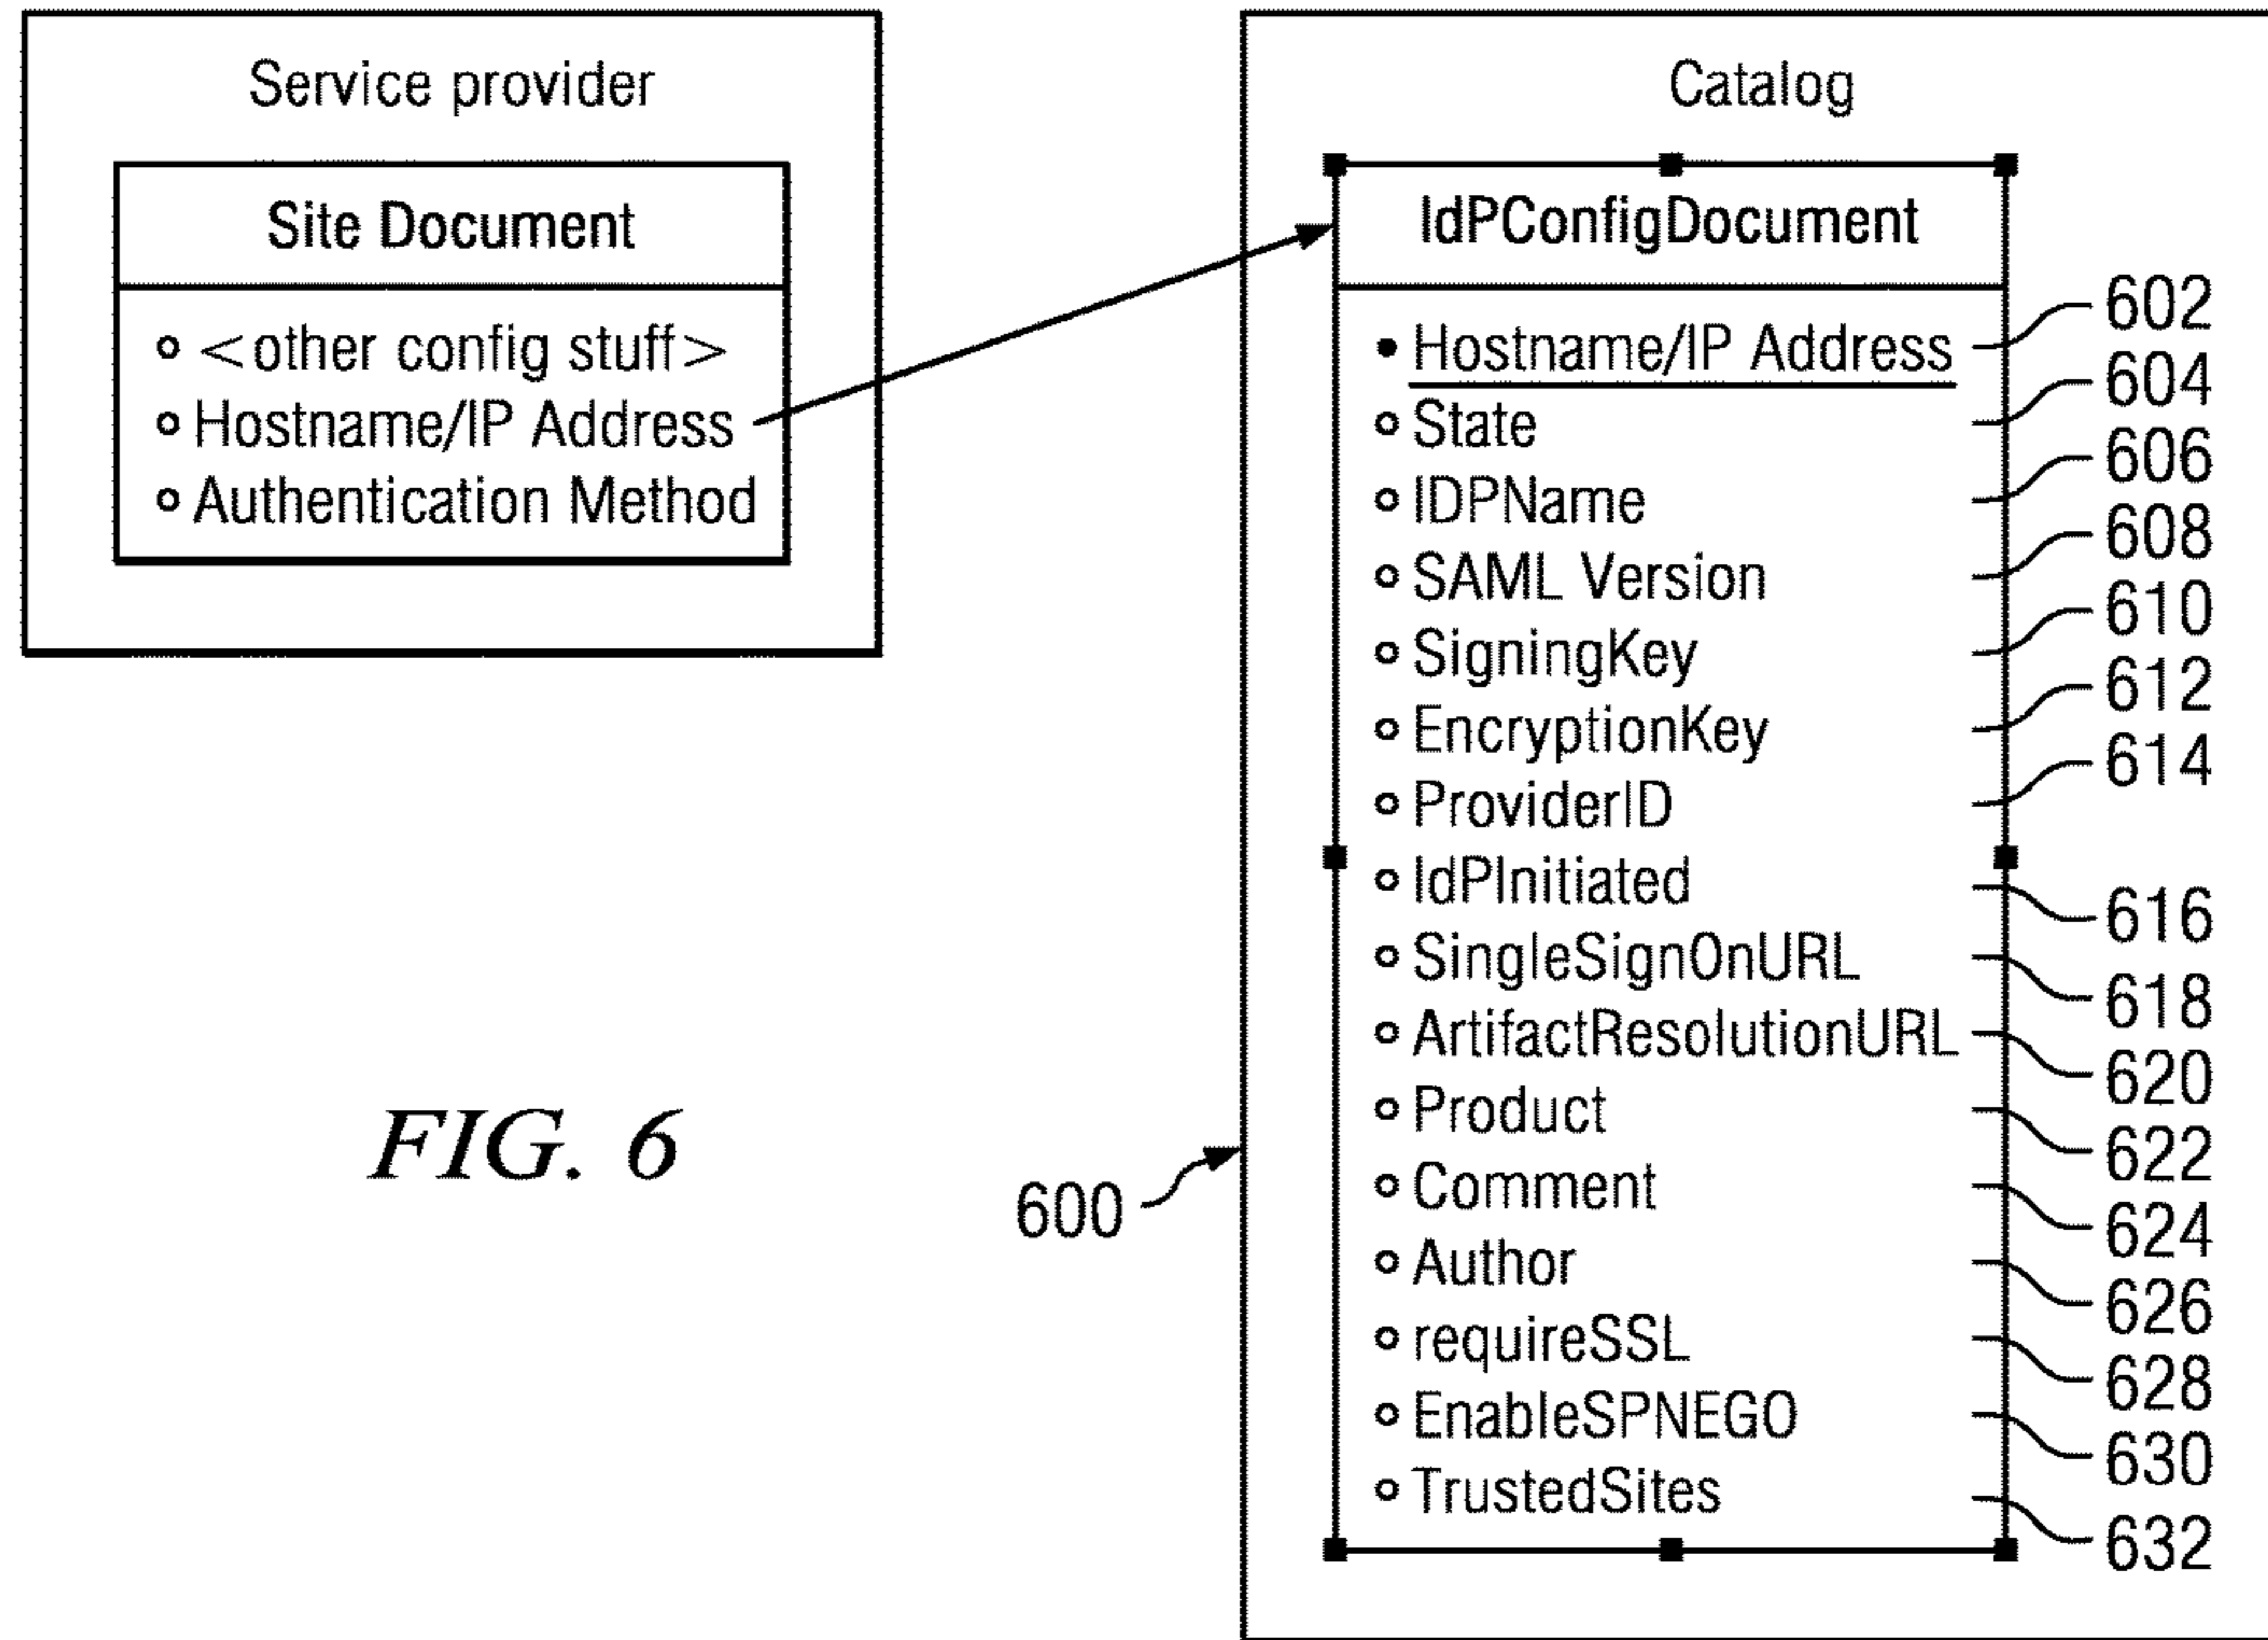 Service provider
Site Document
<other config stuff>
Hostname/IP Address
Authentication Method
Catalog
IdPConfigDocument
Hostname/IP Address 602
State 604
IDPName 606
SAML Version 608
SigningKey 610
EncryptionKey 612
ProviderID 614
IdPInitiated 616
SingleSignOnURL 618
ArtifactResolutionURL 620
Product 622
Comment 624
Author 626
requireSSL 628
EnableSPNEGO 630
TrustedSites 632
600
FIG. 6